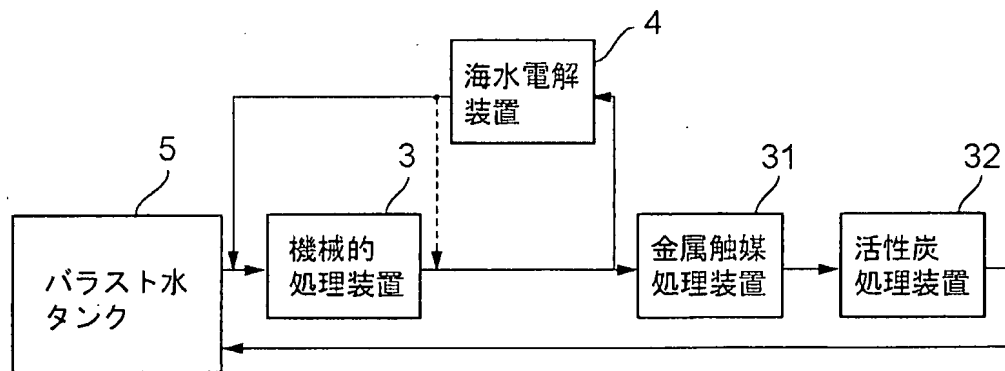 4
海水電解
装置
5
3
31
32
バラスト水
タンク
機械的
処理装置
金属触媒
処理装置
活性炭
処理装置